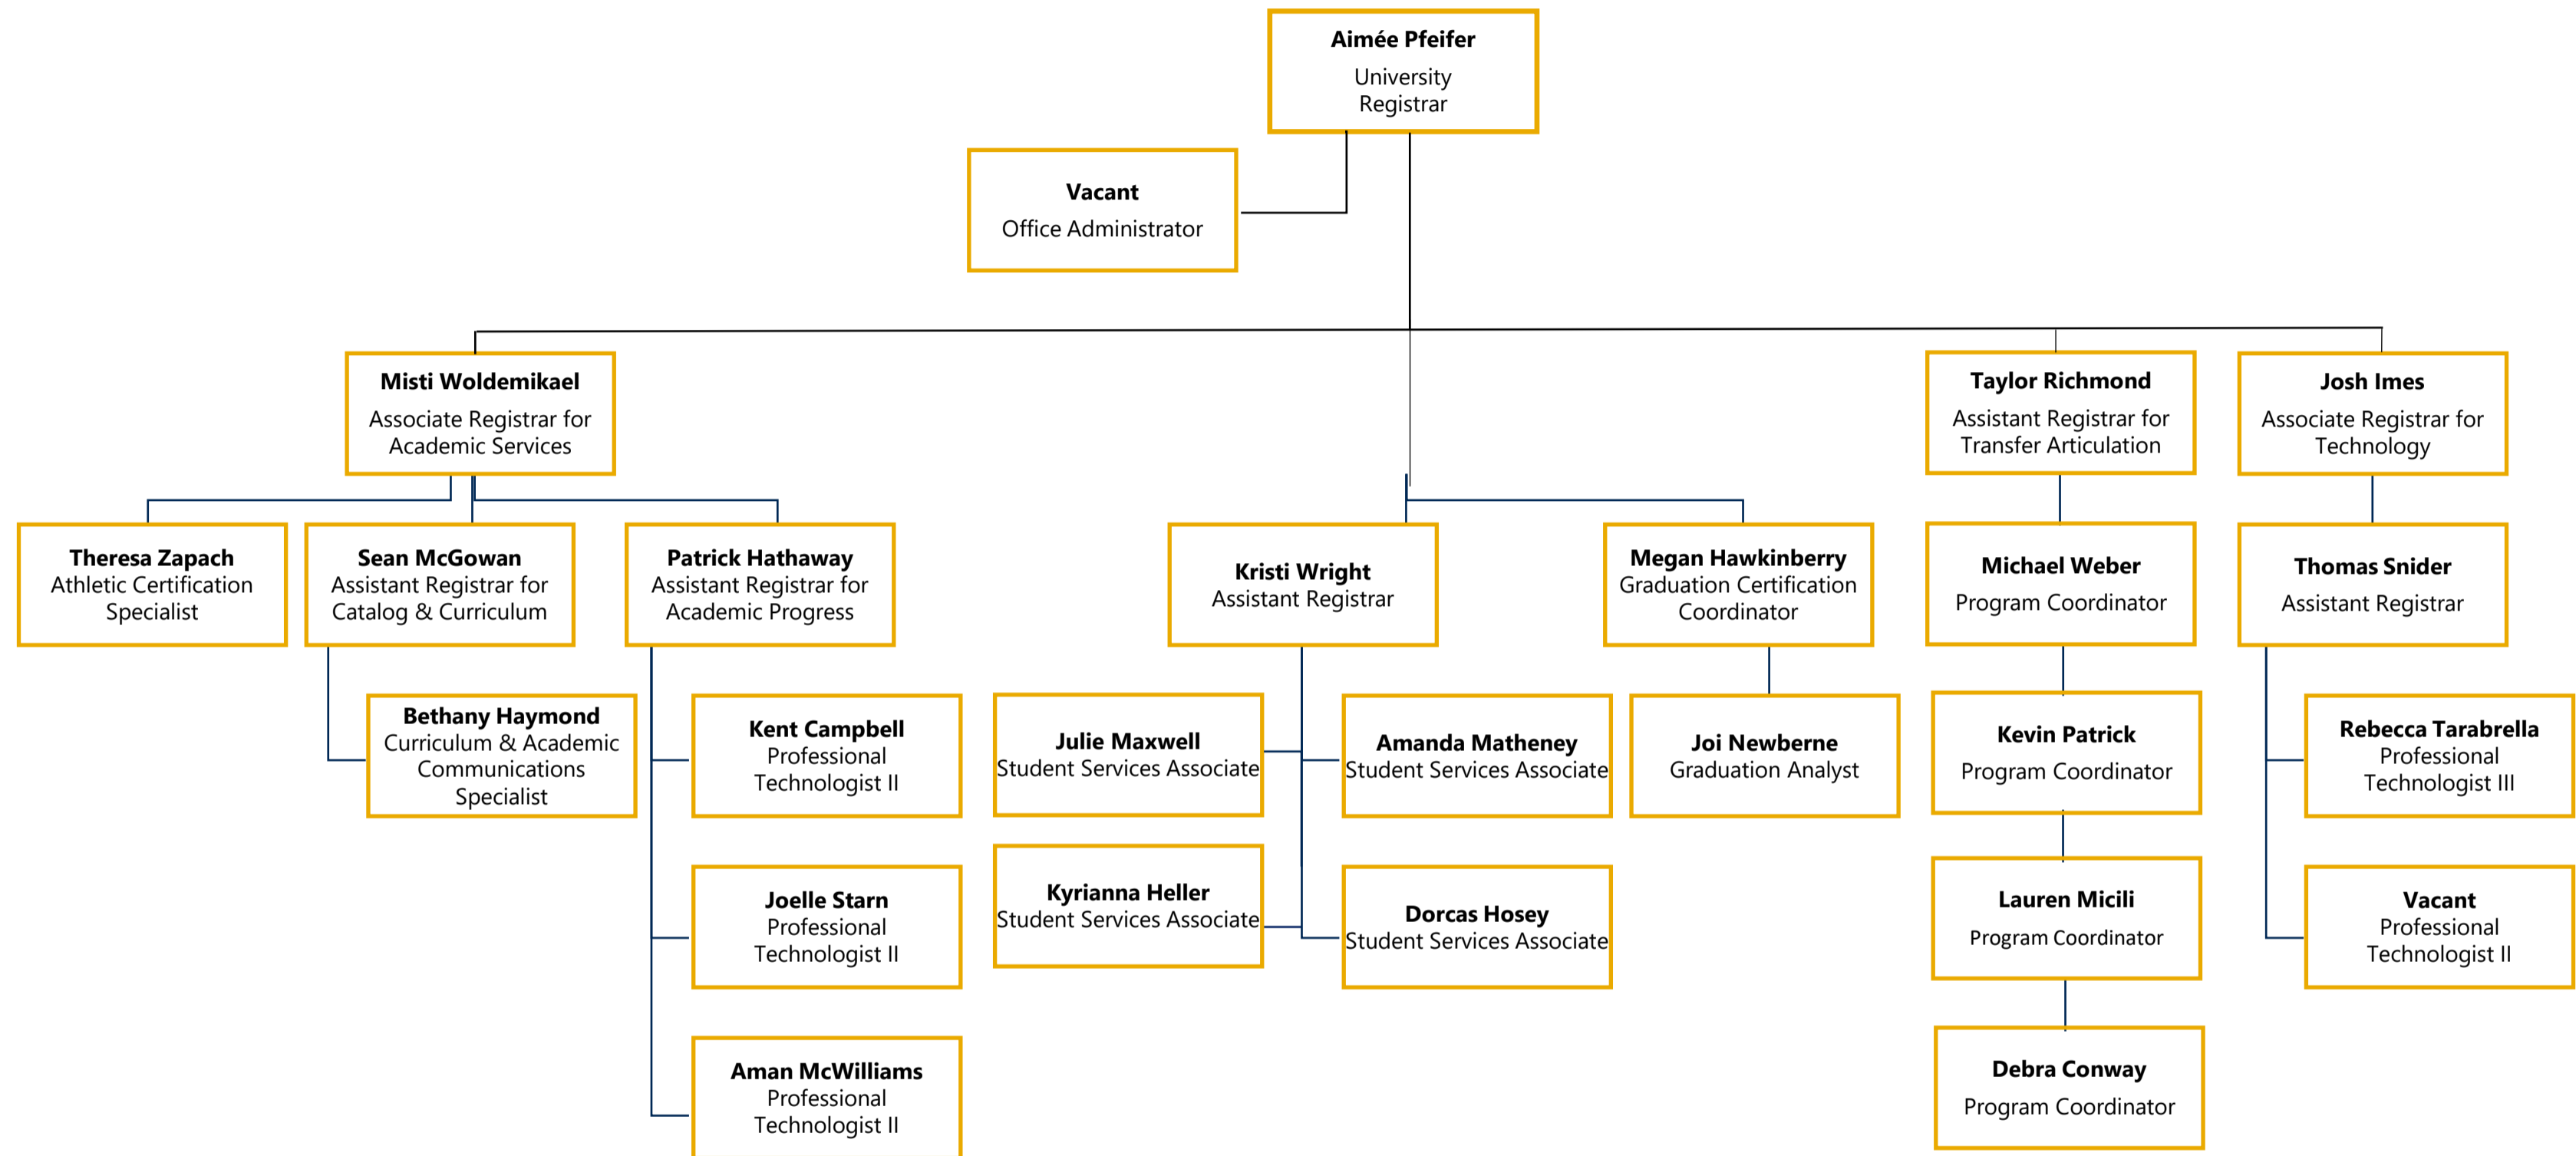 Aimée Pfeifer
University
Registrar
Vacant
Office Administrator
Misti Woldemikael
Associate Registrar for
Academic Services
Taylor Richmond
Assistant Registrar for
Transfer Articulation
Josh Imes
Associate Registrar for
Technology
Theresa Zapach
Athletic Certification
Specialist
Sean McGowan
Assistant Registrar for
Catalog & Curriculum
Patrick Hathaway
Assistant Registrar for
Academic Progress
Kristi Wright
Assistant Registrar
Megan Hawkinberry
Graduation Certification
Coordinator
Michael Weber
Program Coordinator
Thomas Snider
Assistant Registrar
Bethany Haymond
Curriculum & Academic
Communications
Specialist
Kent Campbell
Professional
Technologist II
Julie Maxwell
Student Services Associate
Amanda Matheney
Student Services Associate
Joi Newberne
Graduation Analyst
Kevin Patrick
Program Coordinator
Rebecca Tarabrella
Professional
Technologist III
Joelle Starn
Professional
Technologist II
Kyrianna Heller
Student Services Associate
Dorcas Hosey
Student Services Associate
Lauren Micili
Program Coordinator
Vacant
Professional
Technologist II
Aman McWilliams
Professional
Technologist II
Debra Conway
Program Coordinator